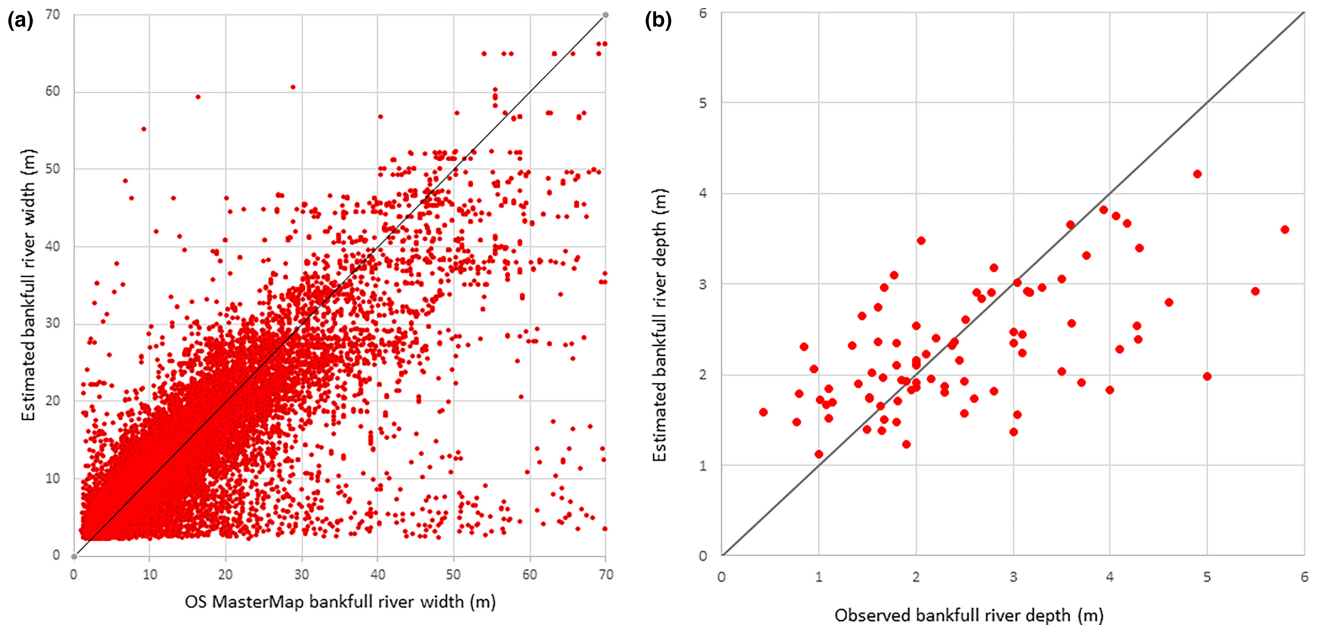 (a)
Estimated bankfull river width (m)
70
60
50
40
30
20
10
0
0 10 20 30 40 50 60 70
OS MasterMap bankfull river width (m)
(b)
Estimated bankfull river depth (m)
6
5
4
3
2
1
0
0 1 2 3 4 5 6
Observed bankfull river depth (m)